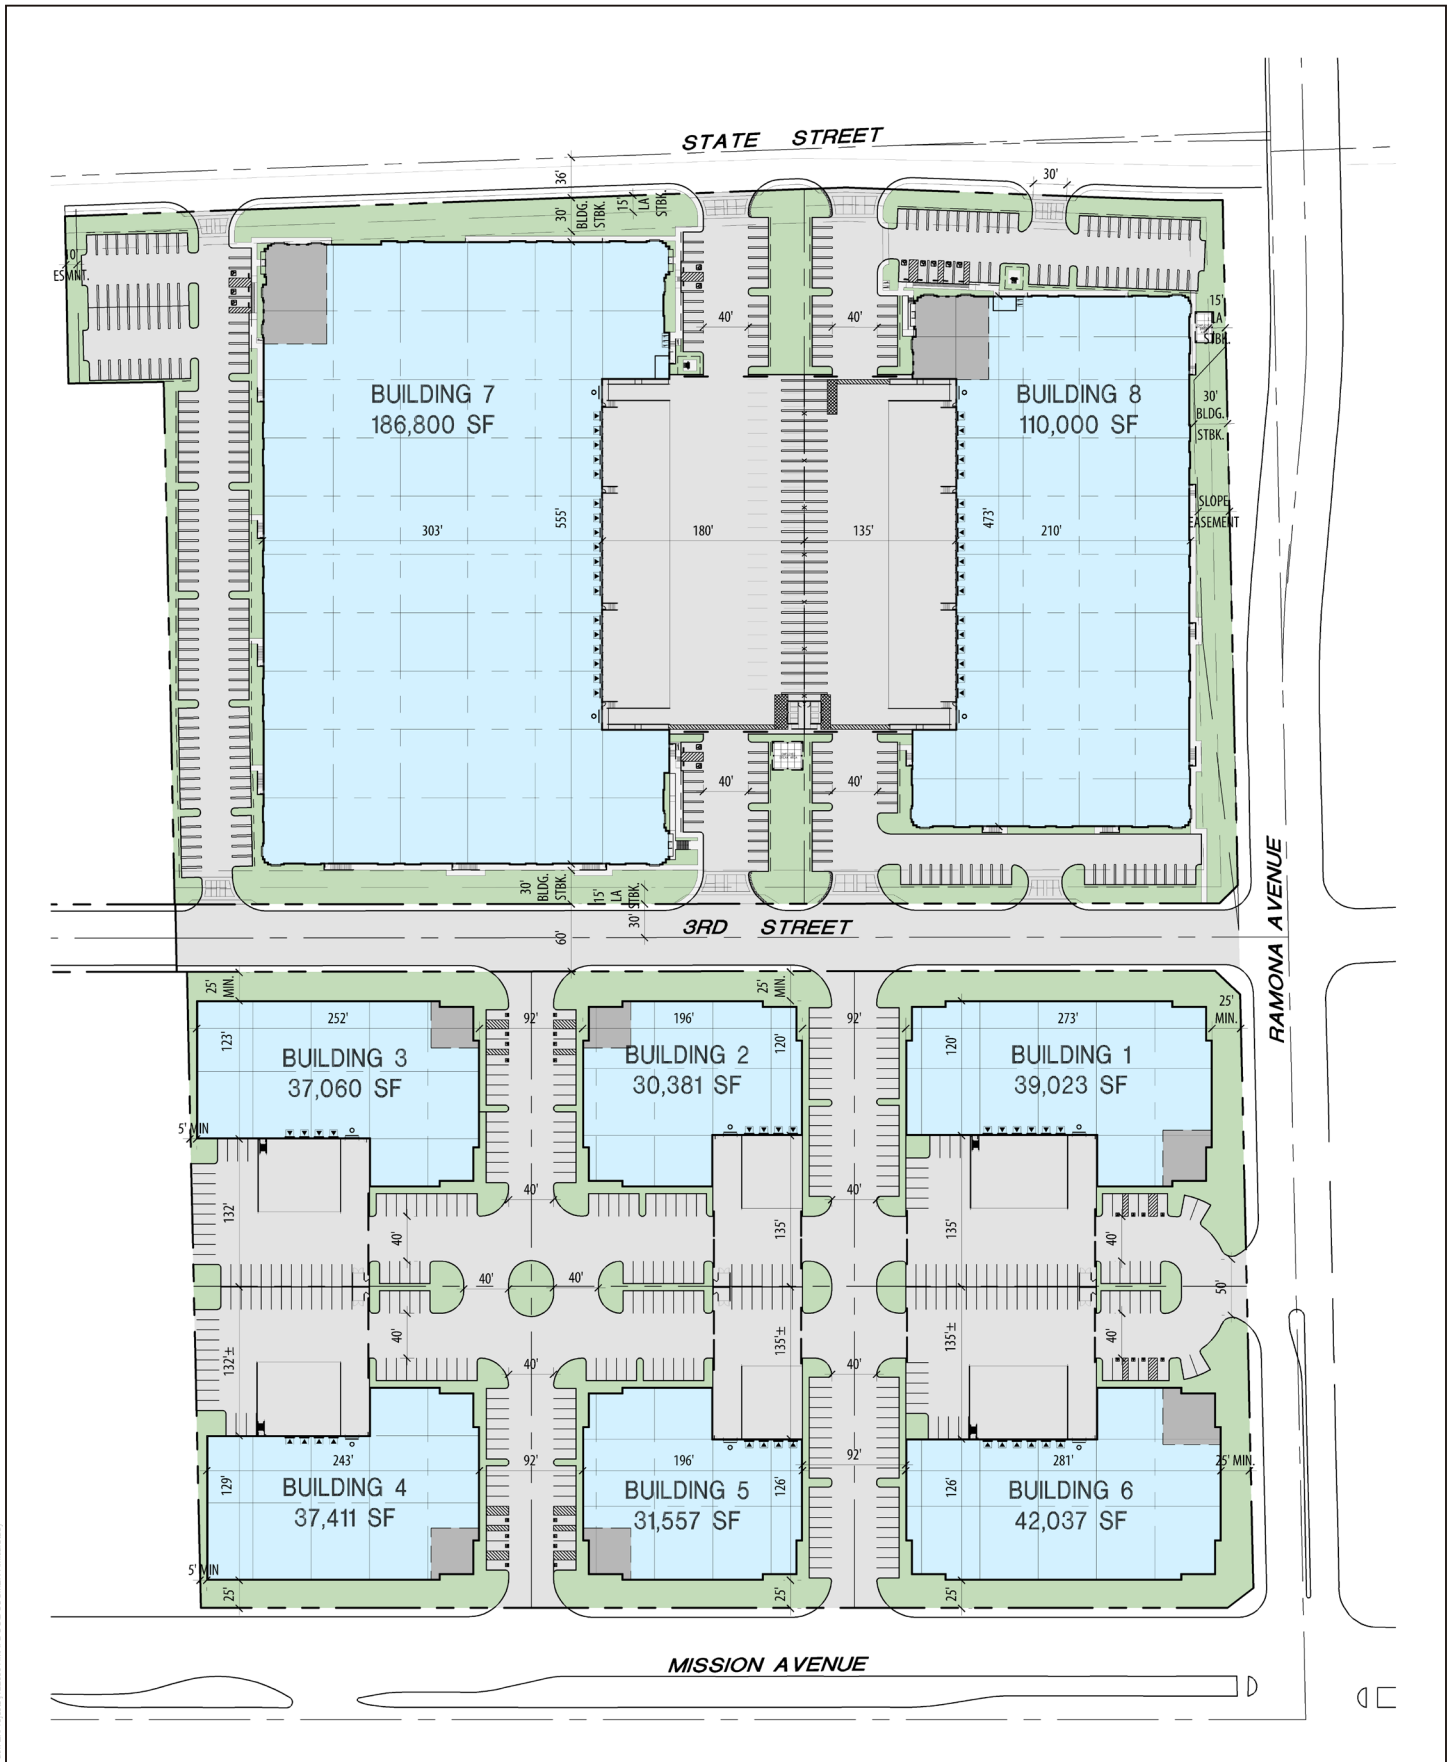 STATE STREET
36'
30'
BLDG.
STBK.
15'
LA
STBK.
30'
10'
ESMNT.
40'
40'
15'
LA
STBK.
BUILDING 7
186,800 SF
BUILDING 8
110,000 SF
30'
BLDG.
STBK.
SLOPE
EASEMENT
303'
555'
180'
135'
473'
210'
40'
40'
30'
BLDG.
STBK.
15'
LA
STBK.
60'
30'
3RD STREET
RAMONA AVENUE
25'
MIN.
25'
MIN.
25'
MIN.
252'
92'
196'
92'
273'
123'
120'
120'
BUILDING 3
37,060 SF
BUILDING 2
30,381 SF
BUILDING 1
39,023 SF
5' MIN
40'
40'
132'
40'
135'
135'
40'
40'
40'
50'
132'±
40'
135'±
135'±
40'
40'
40'
243'
92'
196'
92'
281'
25' MIN.
129'
126'
126'
BUILDING 4
37,411 SF
BUILDING 5
31,557 SF
BUILDING 6
42,037 SF
5' MIN
25'
25'
25'
MISSION AVENUE